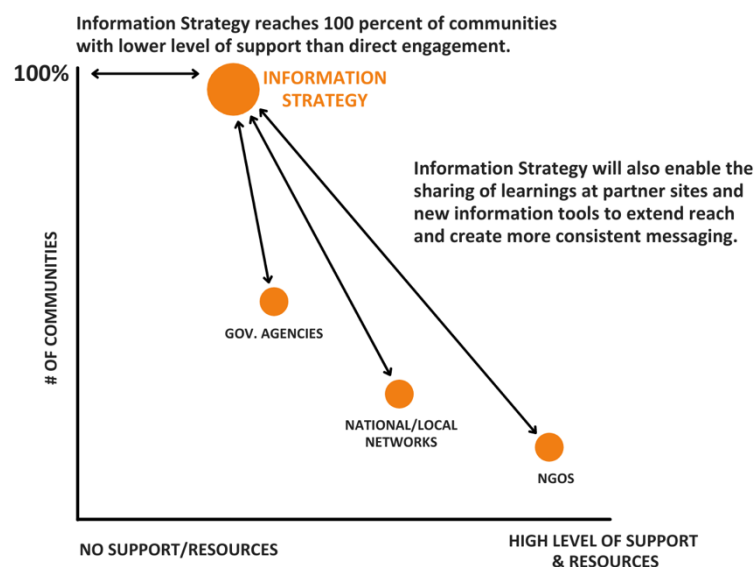 Information Strategy reaches 100 percent of communities
with lower level of support than direct engagement.
100%
INFORMATION
STRATEGY
Information Strategy will also enable the
sharing of learnings at partner sites and
new information tools to extend reach
and create more consistent messaging.
# OF COMMUNITIES
GOV. AGENCIES
NATIONAL/LOCAL
NETWORKS
NGOS
NO SUPPORT/RESOURCES
HIGH LEVEL OF SUPPORT
& RESOURCES